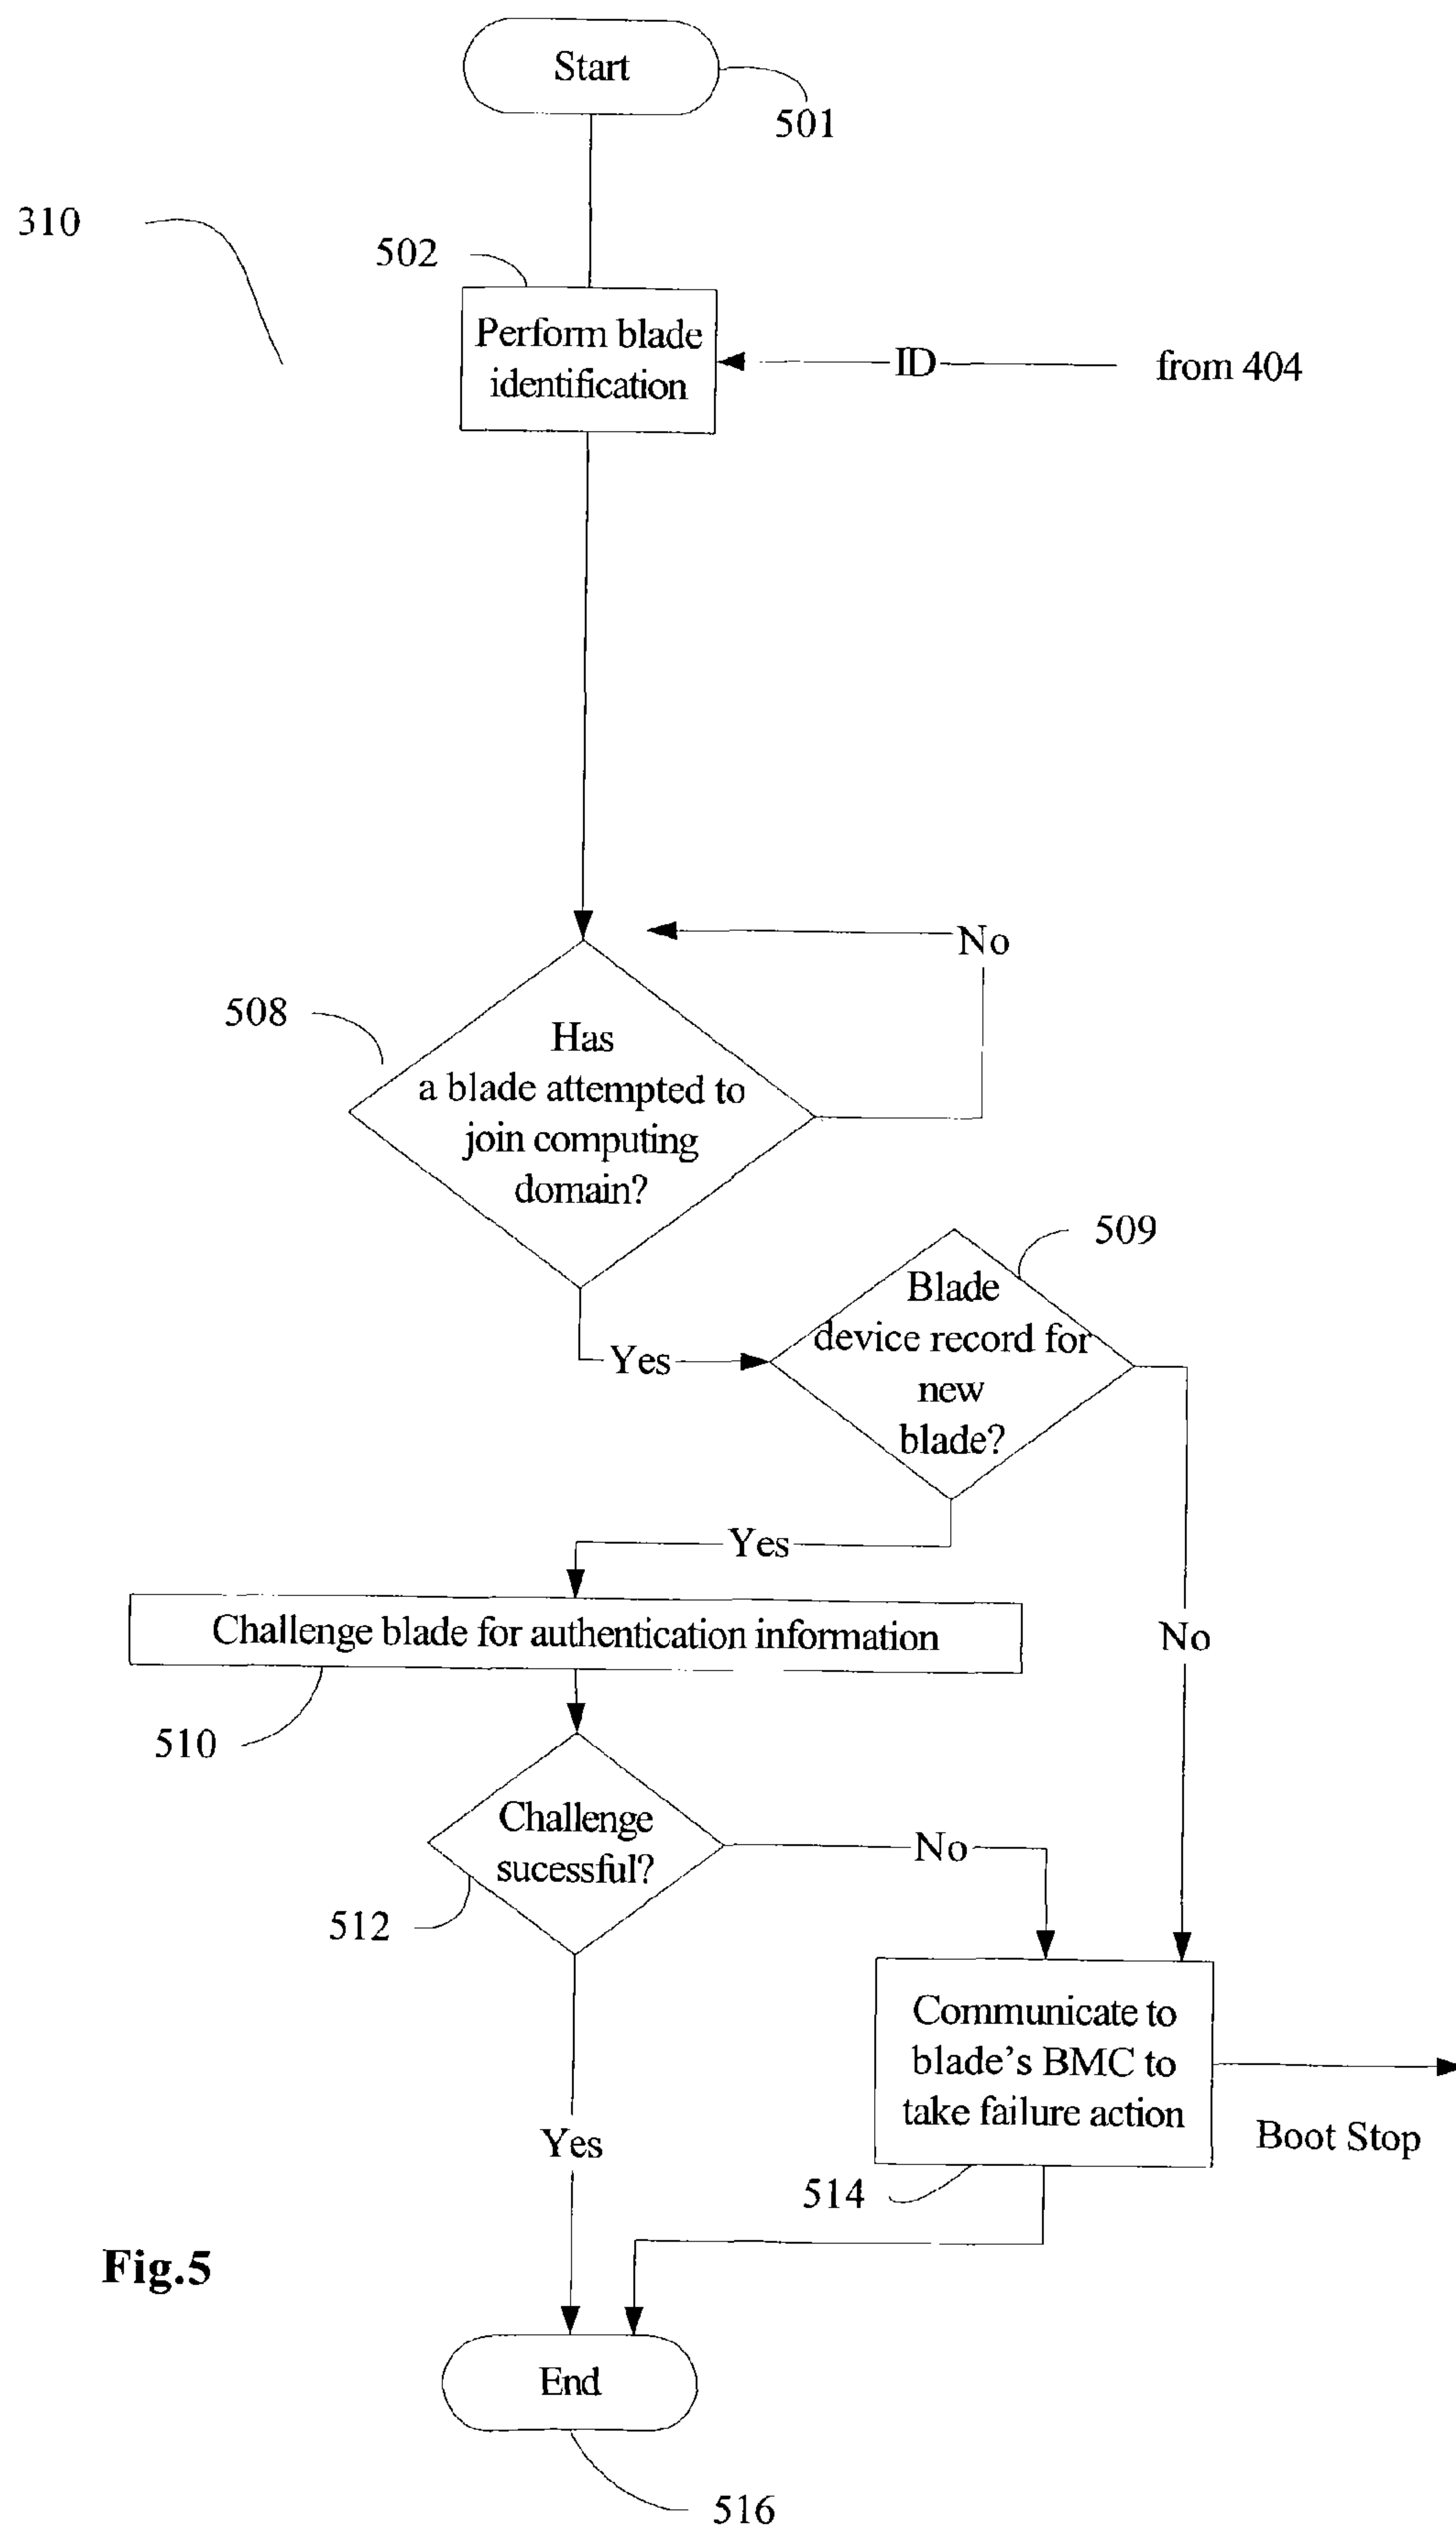 Start
501
310
502
Perform blade
identification
ID
from 404
No
508
Has
a blade attempted to
join computing
domain?
509
Blade
device record for
new
blade?
Yes
Yes
Challenge blade for authentication information
No
510
Challenge
sucessful?
No
512
Communicate to
blade's BMC to
take failure action
Boot Stop
Yes
514
Fig.5
End
516